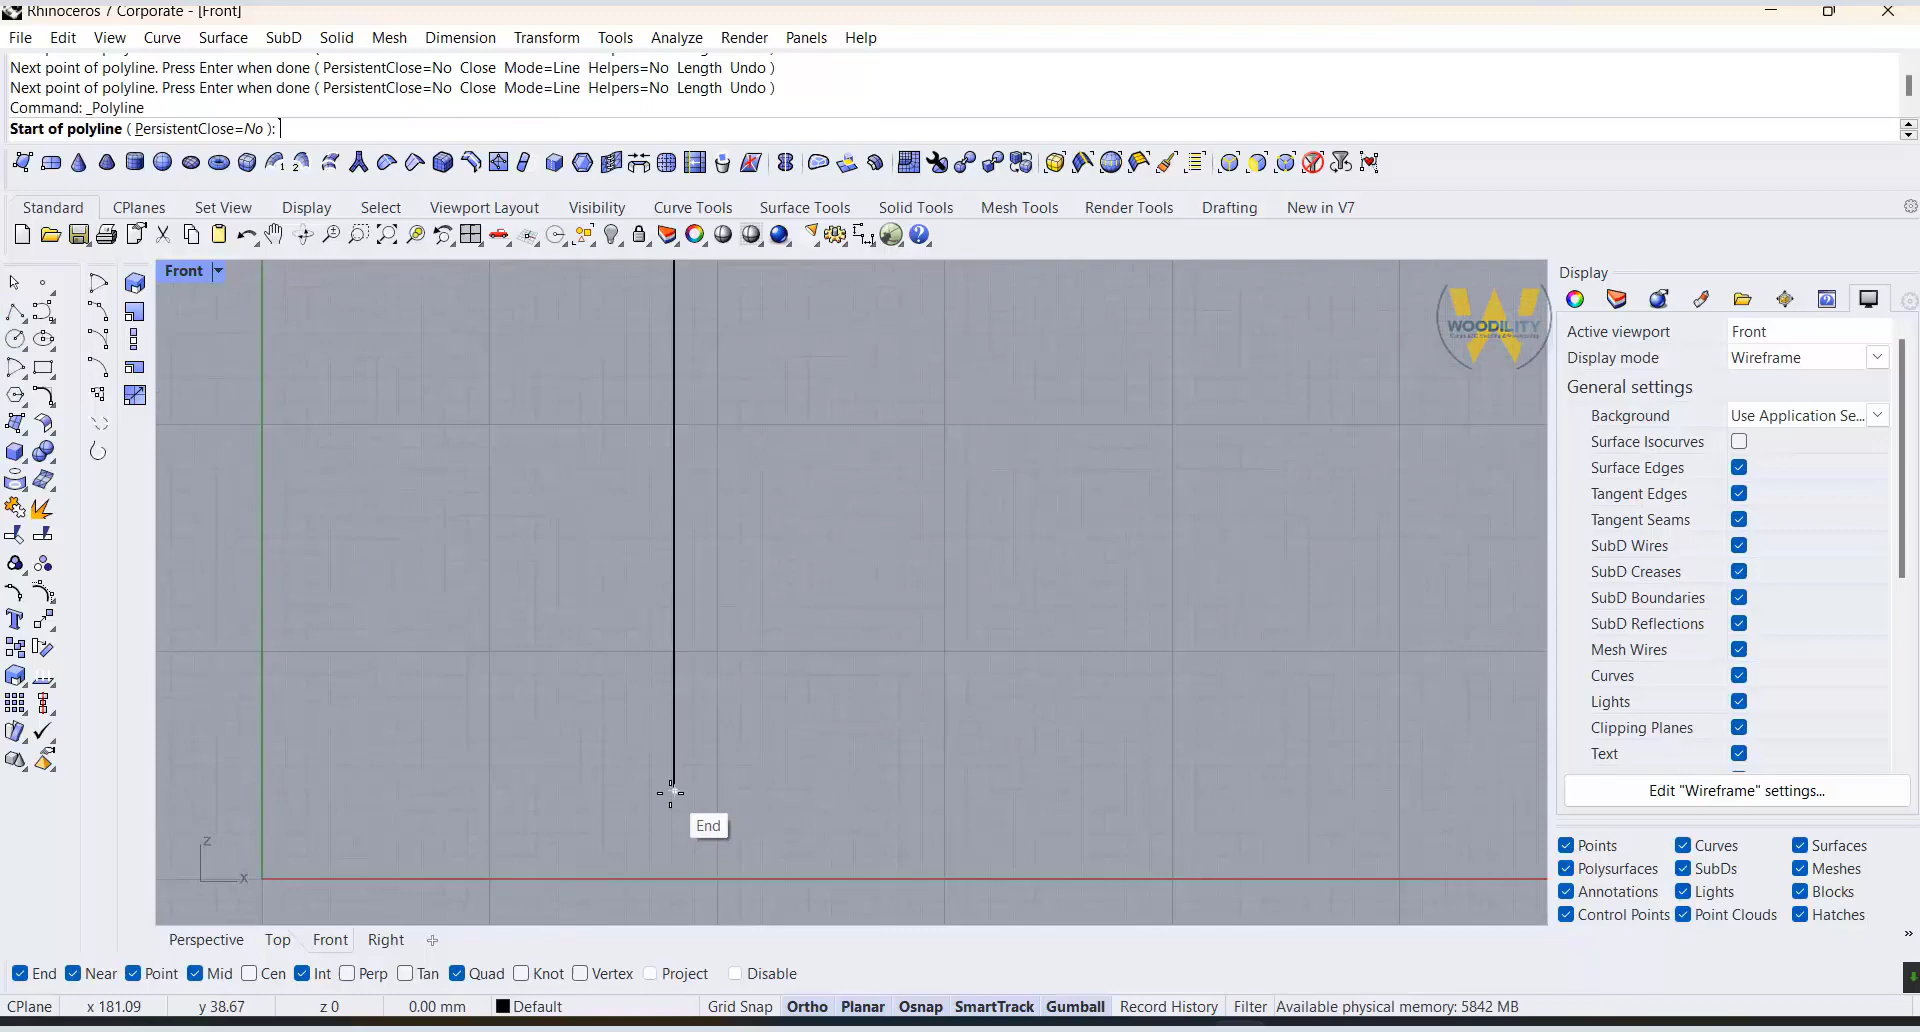 Rhinoceros 7 Corporate - [Front]
File Edit View Curve Surface SubD Solid Mesh Dimension Transform Tools Analyze Render Panels Help
Next point of polyline. Press Enter when done ( PersistentClose=No Close Mode=Line Helpers=No Length Undo )
Next point of polyline. Press Enter when done ( PersistentClose=No Close Mode=Line Helpers=No Length Undo )
Command: _Polyline
Start of polyline ( PersistentClose=No ):
Standard CPlanes Set View Display Select Viewport Layout Visibility Curve Tools Surface Tools Solid Tools Mesh Tools Render Tools Drafting New in V7
Front
Display
WOODILITY
Active viewport Front
Display mode Wireframe
General settings
Background Use Application Se...
Surface Isocurves
Surface Edges
Tangent Edges
Tangent Seams
SubD Wires
SubD Creases
SubD Boundaries
SubD Reflections
Mesh Wires
Curves
Lights
Clipping Planes
Text
Edit "Wireframe" settings...
End
z
x
Points Curves Surfaces
Polysurfaces SubDs Meshes
Annotations Lights Blocks
Control Points Point Clouds Hatches
Perspective Top Front Right
End Near Point Mid Cen Int Perp Tan Quad Knot Vertex Project Disable
CPlane x 181.09 y 38.67 z 0 0.00 mm Default Grid Snap Ortho Planar Osnap SmartTrack Gumball Record History Filter Available physical memory: 5842 MB